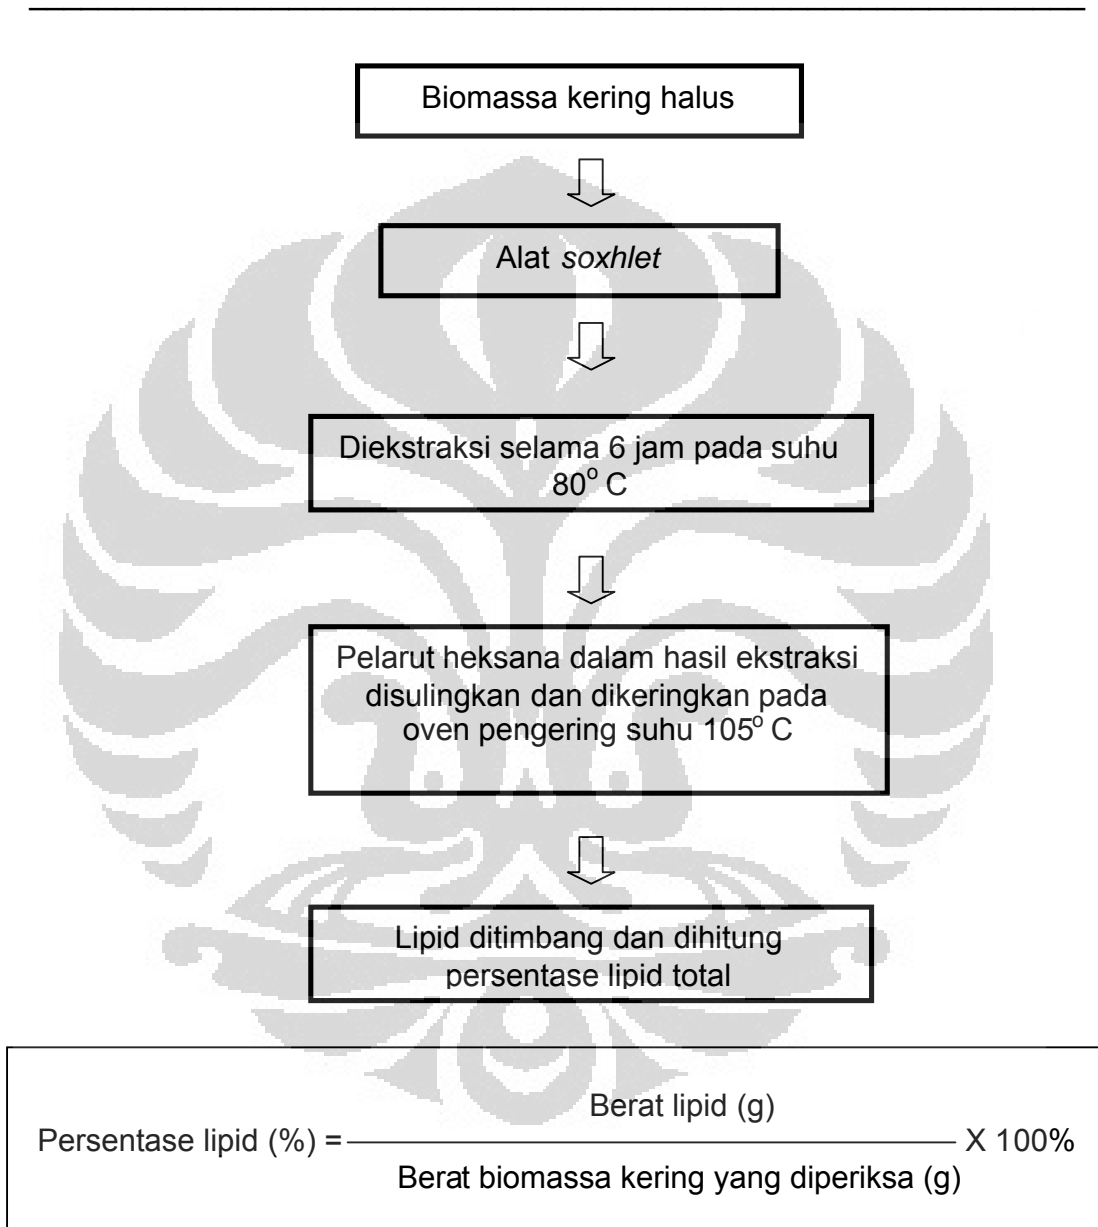 Biomassa kering halus
Alat soxhlet
Diekstraksi selama 6 jam pada suhu
80° C
Pelarut heksana dalam hasil ekstraksi
disulingkan dan dikeringkan pada
oven pengering suhu 105° C
Lipid ditimbang dan dihitung
persentase lipid total
Berat lipid (g)
Persentase lipid (%) = X 100%
Berat biomassa kering yang diperiksa (g)